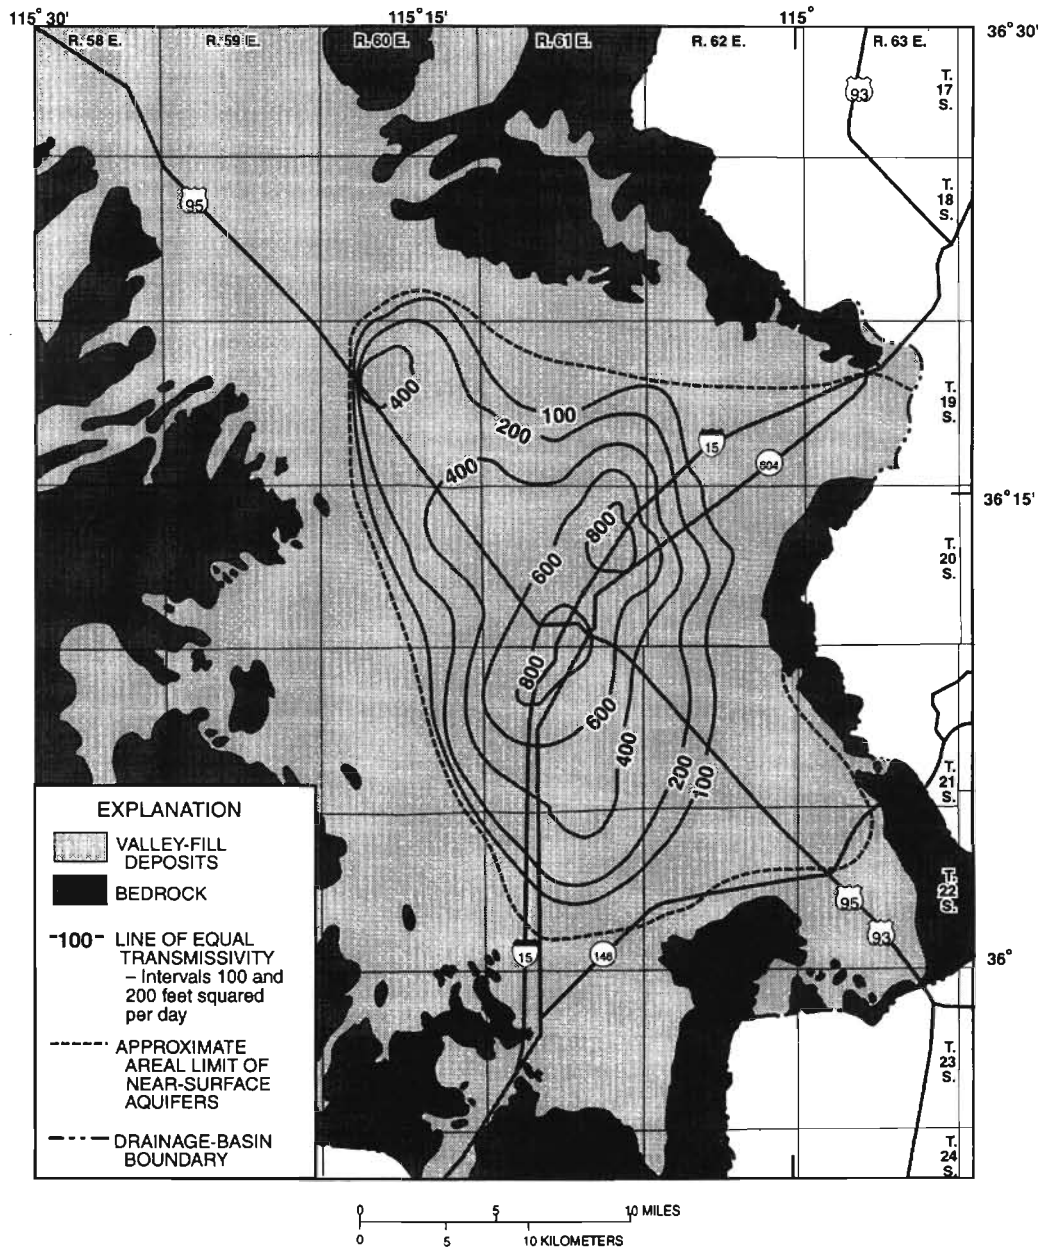 115° 30'
115° 15'
115°
R. 58 E.
R. 59 E.
R. 60 E.
R. 61 E.
R. 62 E.
R. 63 E.
36° 30'
93
T.
17
S.
T.
18
S.
95
T.
19
S.
400
100
200
15
604
400
36° 15'
800
600
T.
20
S.
800
600
400
200
100
T.
21
S.
EXPLANATION
VALLEY-FILL
DEPOSITS
BEDROCK
-100- LINE OF EQUAL
TRANSMISSIVITY
– Intervals 100 and
200 feet squared
per day
APPROXIMATE
AREAL LIMIT OF
NEAR-SURFACE
AQUIFERS
DRAINAGE-BASIN
BOUNDARY
T.
22
S.
95
93
15
146
36°
T.
23
S.
T.
24
S.
0 5 10 MILES
0 5 10 KILOMETERS